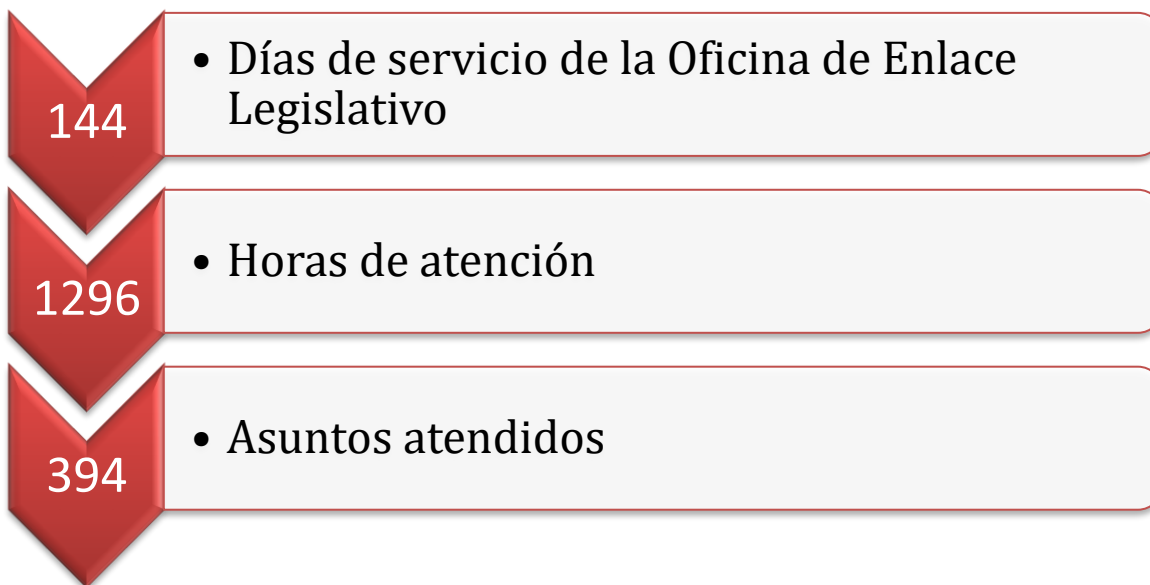 144
• Días de servicio de la Oficina de Enlace
Legislativo
1296
• Horas de atención
394
• Asuntos atendidos